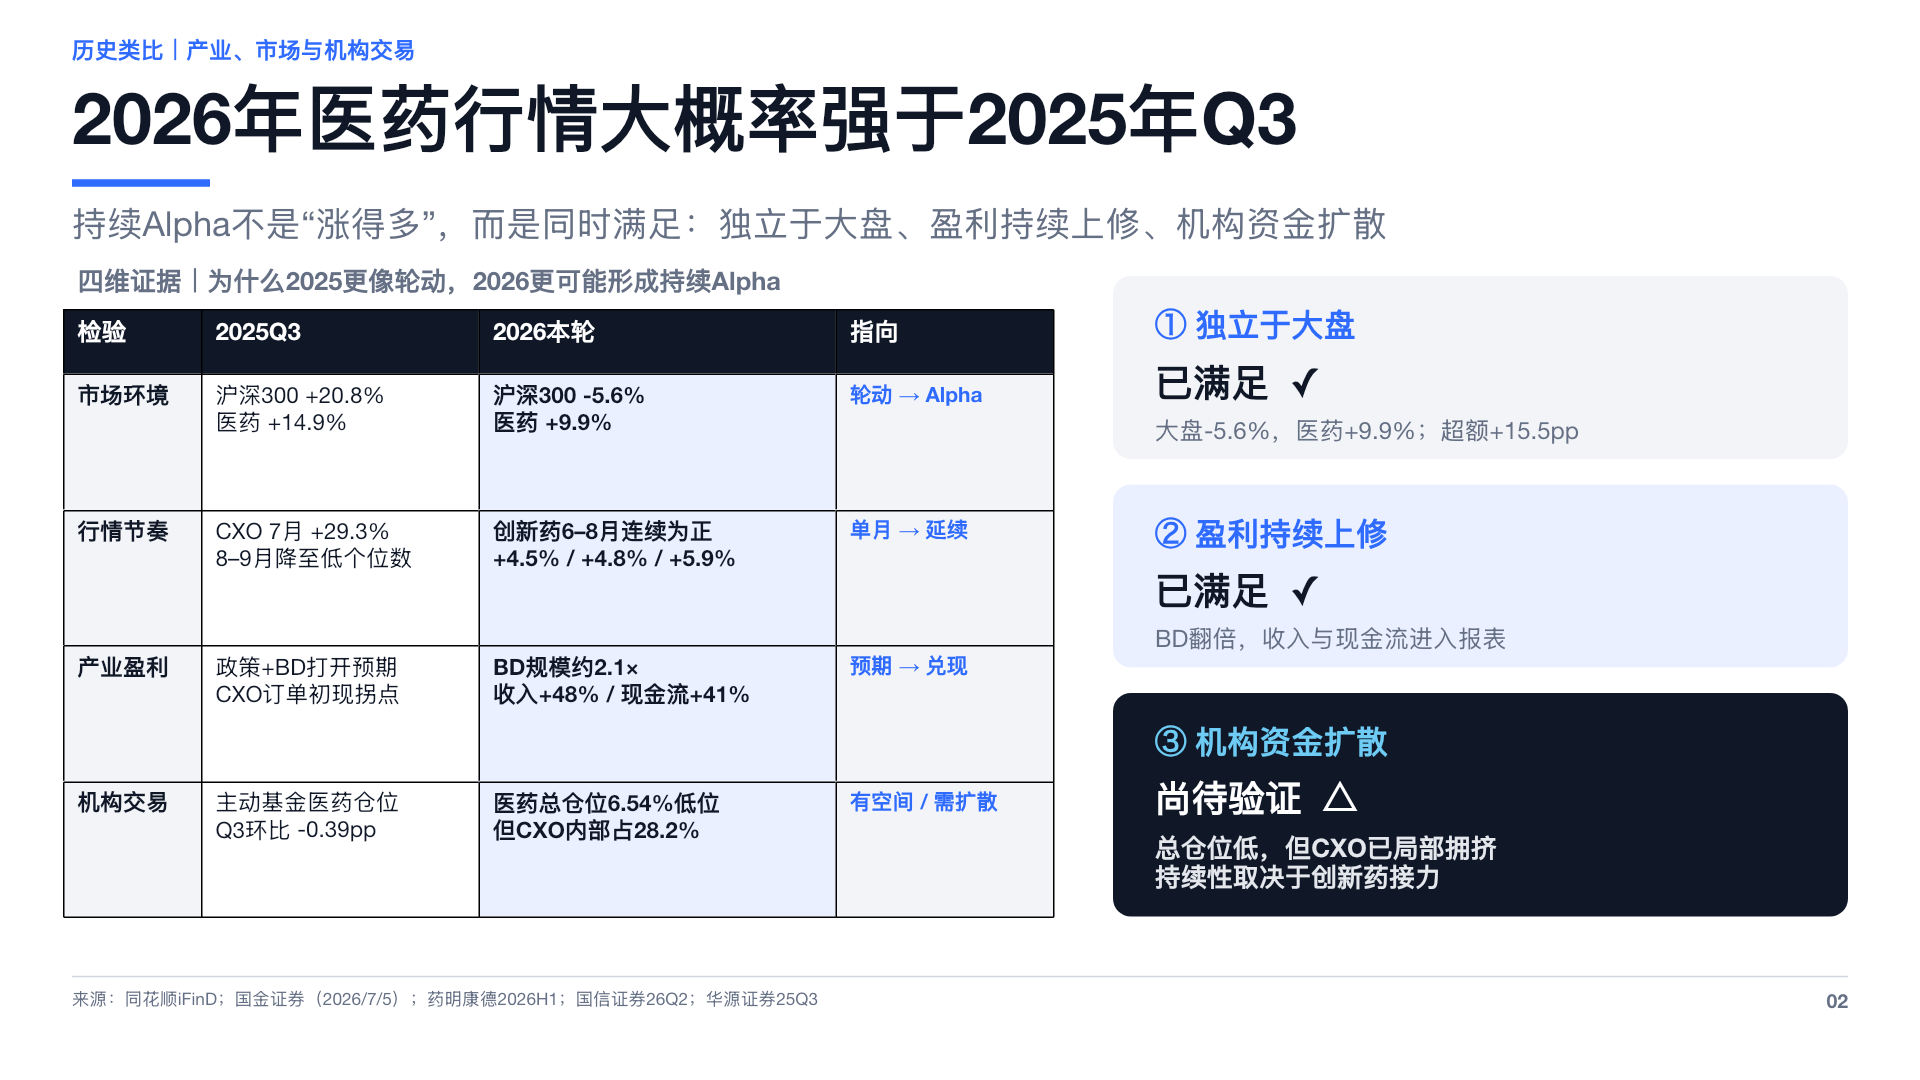 历史类比｜产业、市场与机构交易
2026年医药行情大概率强于2025年Q3
持续Alpha不是“涨得多”，而是同时满足：独立于大盘、盈利持续上修、机构资金扩散
四维证据｜为什么2025更像轮动，2026更可能形成持续Alpha
检验 2025Q3 2026本轮 指向
市场环境 沪深300 +20.8% 沪深300 -5.6% 轮动 → Alpha
医药 +14.9% 医药 +9.9%
行情节奏 CXO 7月 +29.3% 创新药6–8月连续为正 单月 → 延续
8–9月降至低个位数 +4.5% / +4.8% / +5.9%
产业盈利 政策+BD打开预期 BD规模约2.1× 预期 → 兑现
CXO订单初现拐点 收入+48% / 现金流+41%
机构交易 主动基金医药仓位 医药总仓位6.54%低位 有空间 / 需扩散
Q3环比 -0.39pp 但CXO内部占28.2%
① 独立于大盘
已满足 ✓
大盘-5.6%，医药+9.9%；超额+15.5pp
② 盈利持续上修
已满足 ✓
BD翻倍，收入与现金流进入报表
③ 机构资金扩散
尚待验证 △
总仓位低，但CXO已局部拥挤
持续性取决于创新药接力
来源：同花顺iFinD；国金证券（2026/7/5）；药明康德2026H1；国信证券26Q2；华源证券25Q3
02